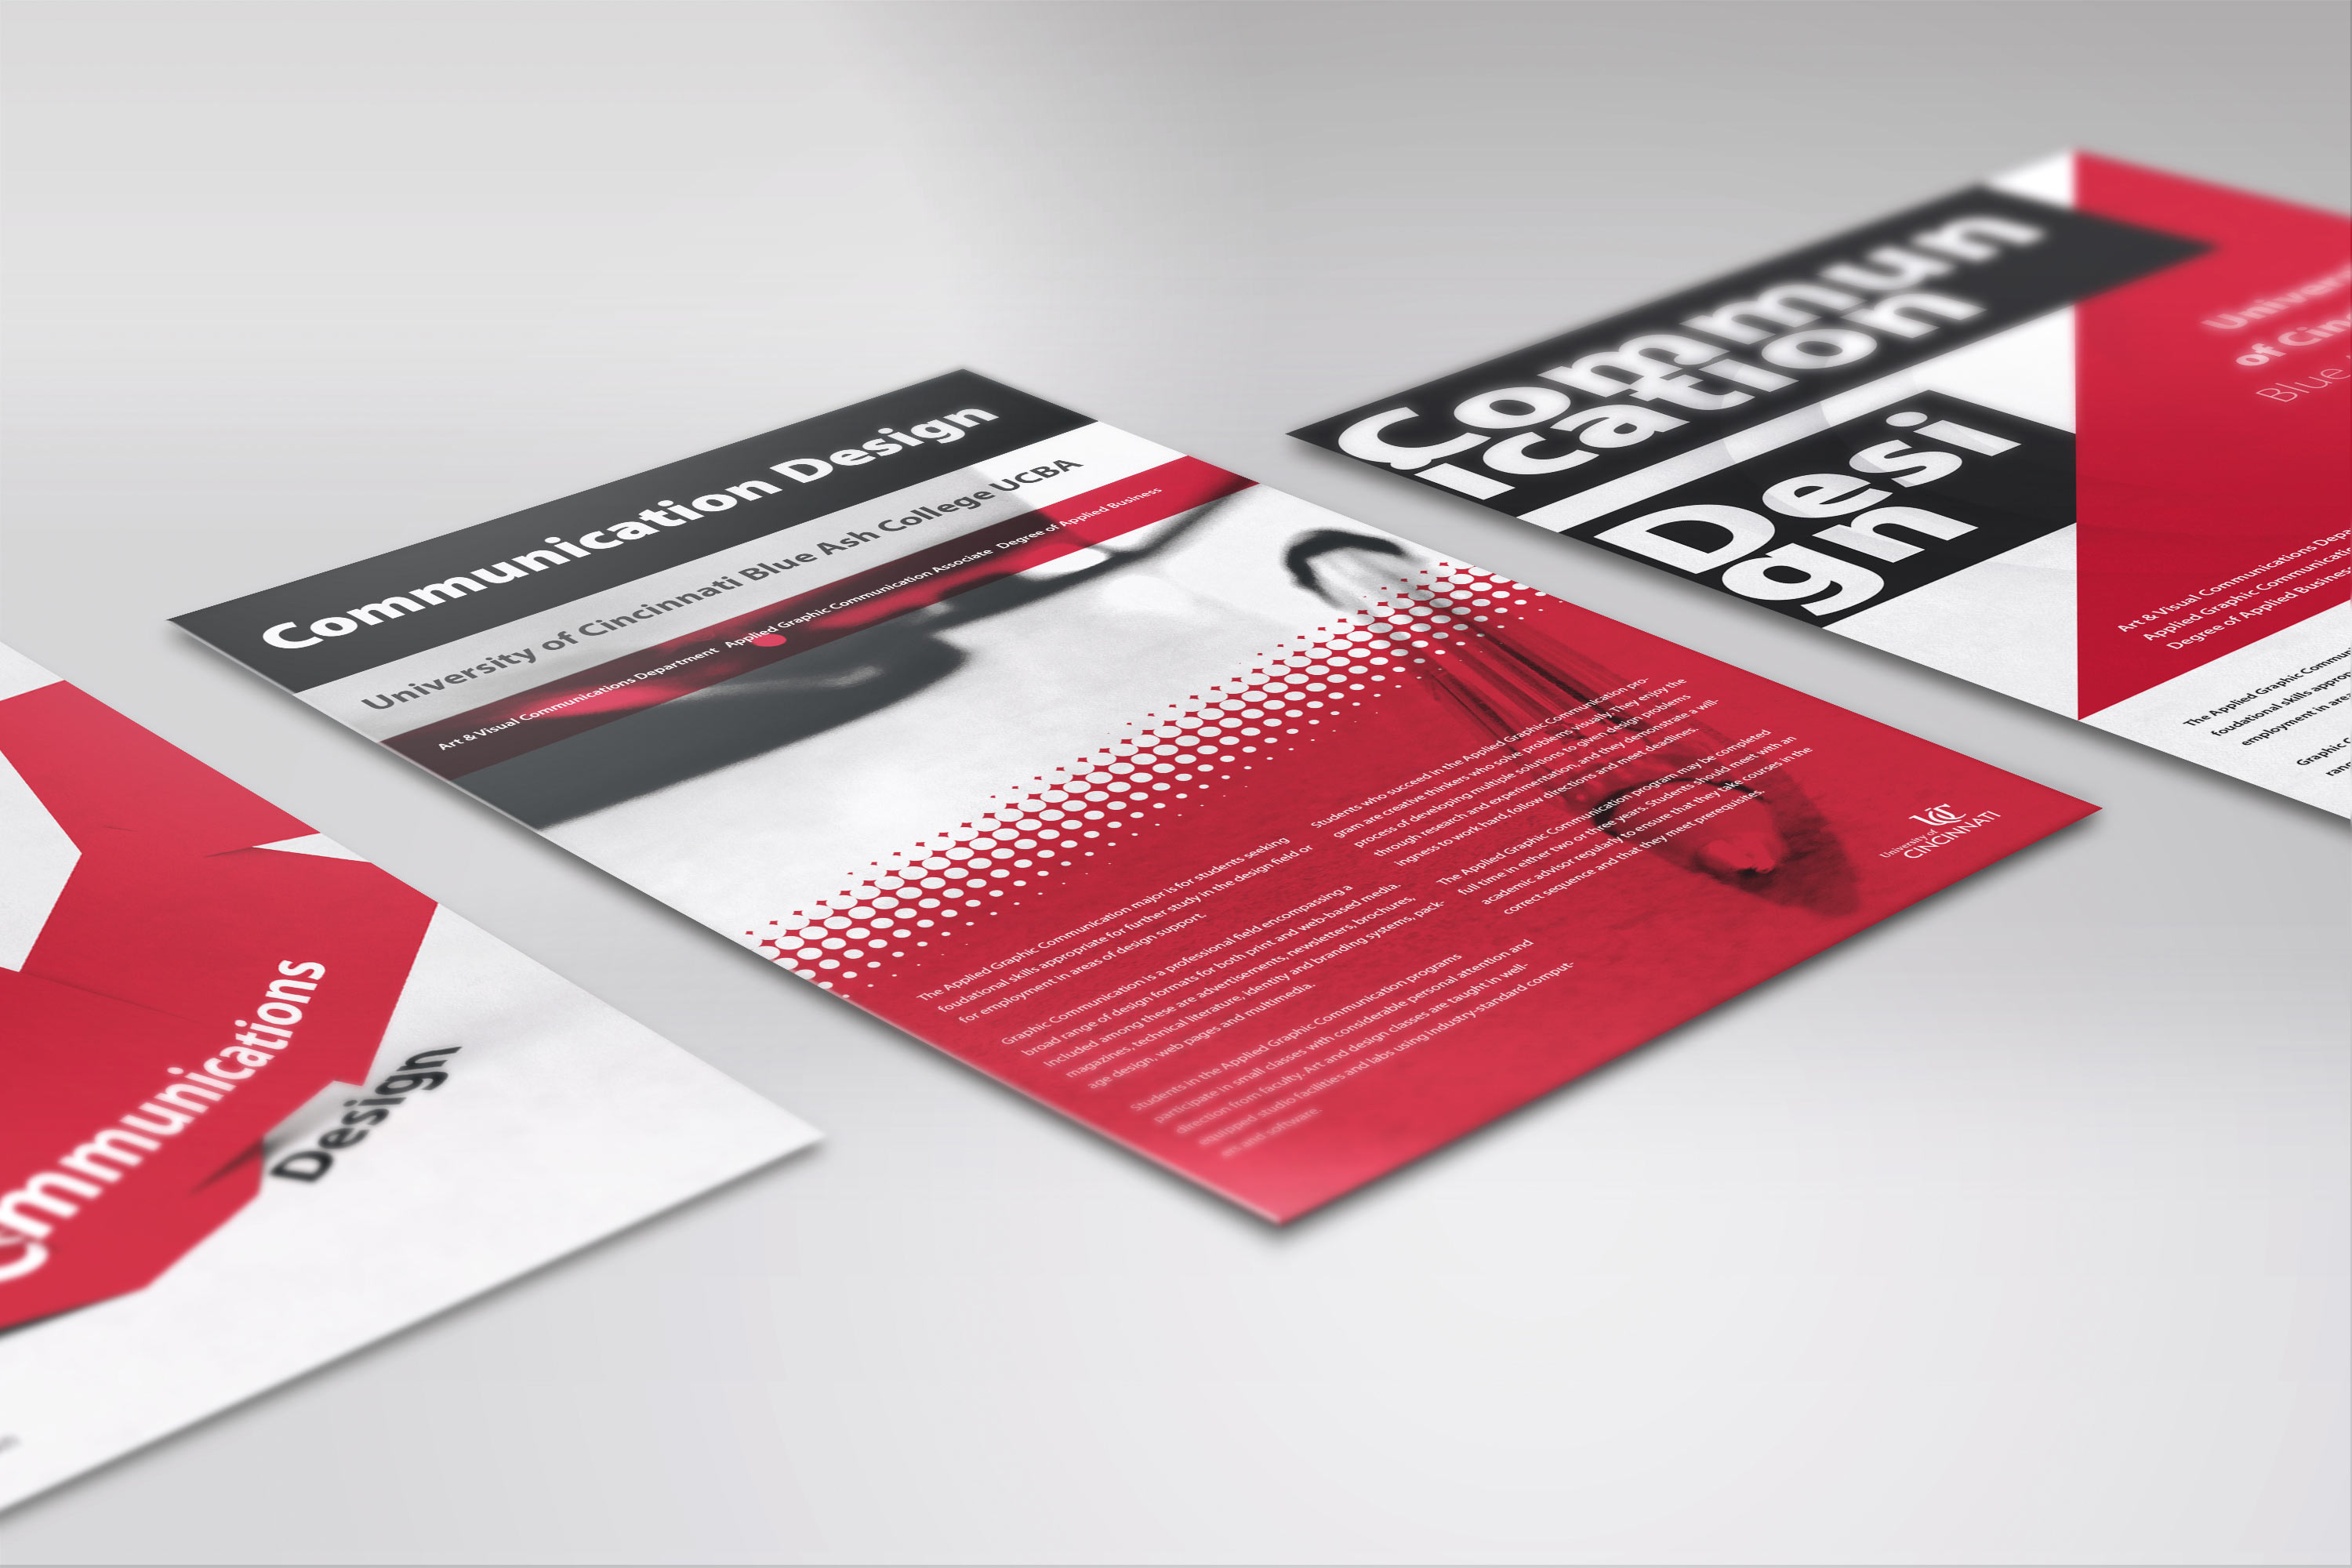 Communications
Design
Communication Design
University of Cincinnati Blue Ash College UCBA
Art & Visual Communications Department Applied Graphic Communication Associate Degree of Applied Business
The Applied Graphic Communication major is for students seeking
foudational skills appropriate for further study in the design field or
for employment in areas of design support.
Graphic Communication is a professional field encompassing a
broad range of design formats for both print and web-based media.
Included among these are advertisements, newsletters, brochures,
magazines, technical literature, identity and branding systems, pack-
age design, web pages and multimedia.
Students in the Applied Graphic Communication programs
participate in small classes with considerable personal attention and
direction from faculty. Art and design classes are taught in well-
equipped studio facilities and labs using industry-standard comput-
ers and software.
Students who succeed in the Applied Graphic Communication pro-
gram are creative thinkers who solve problems visually. They enjoy the
process of developing multiple solutions to given design problems
through research and experimentation, and they demonstrate a will-
ingness to work hard, follow directions and meet deadlines.
The Applied Graphic Communication program may be completed
full time in either two or three years. Students should meet with an
academic advisor regularly to ensure that they take courses in the
correct sequence and that they meet prerequisites.
UC
University of
CINCINNATI
Commun
ication
Desi
gn
Univer
of Cin
Blue
Art & Visual Communications Depa
Applied Graphic Communicati
Degree of Applied Busines
The Applied Graphic Commun
foudational skills approp
employment in are
Graphic C
ran